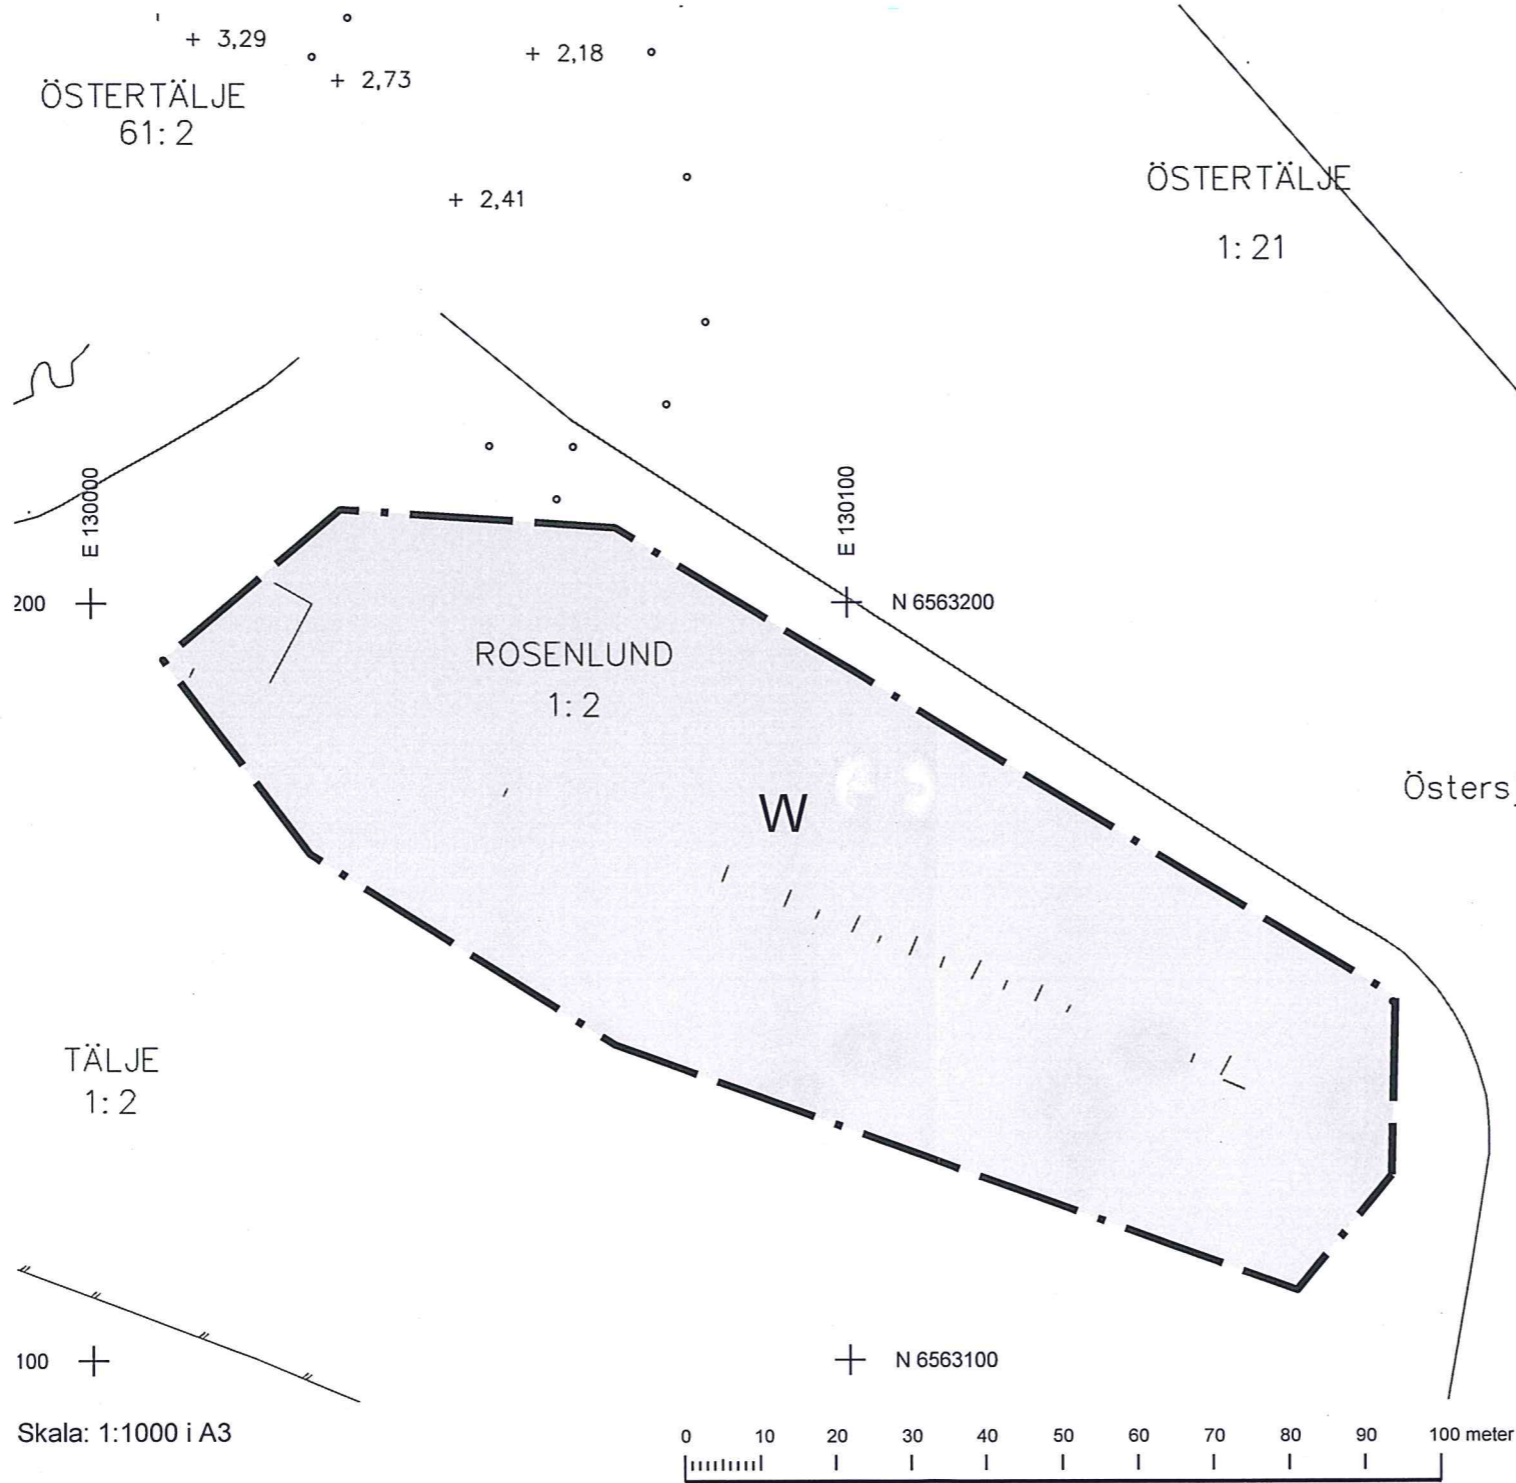 + 3,29
+ 2,73
+ 2,18
ÖSTERTÄLJE
61:2
+ 2,41
ÖSTERTÄLJE
1:21
E 130000
E 130100
200
N 6563200
ROSENLUND
1:2
W
Östers
TÄLJE
1:2
100
N 6563100
Skala: 1:1000 i A3
0 10 20 30 40 50 60 70 80 90 100 meter